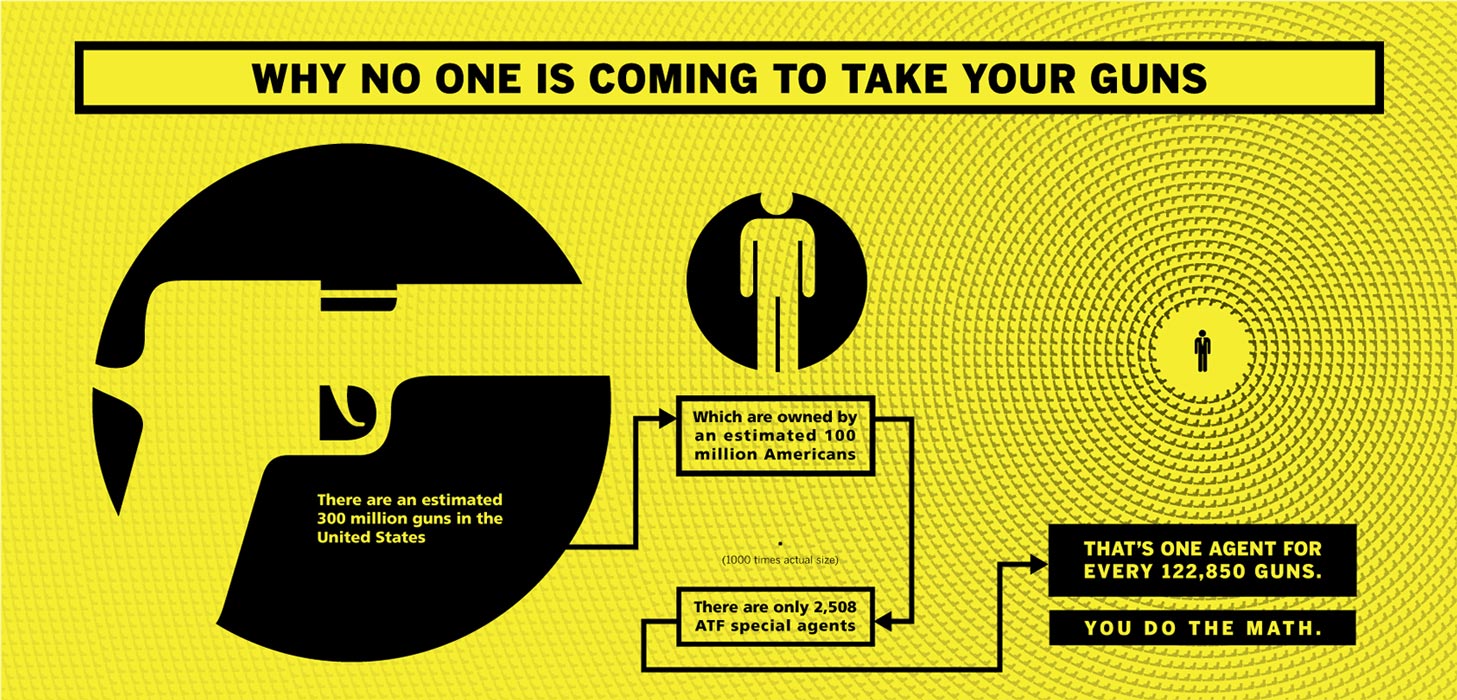 WHY NO ONE IS COMING TO TAKE YOUR GUNS
There are an estimated
300 million guns in the
United States
Which are owned by
an estimated 100
million Americans
(1000 times actual size)
There are only 2,508
ATF special agents
THAT'S ONE AGENT FOR
EVERY 122,850 GUNS.
YOU DO THE MATH.